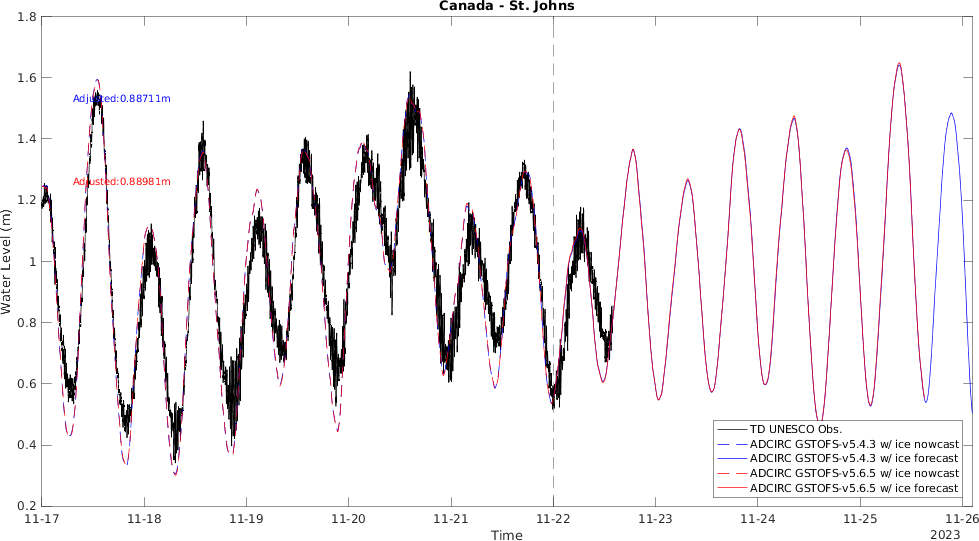 Canada - St. Johns
1.8
1.6
1.4
1.2
1
0.8
0.6
0.4
0.2
Water Level (m)
Adjusted:0.88711m
Adjusted:0.88981m
TD UNESCO Obs.
ADCIRC GSTOFS-v5.4.3 w/ ice nowcast
ADCIRC GSTOFS-v5.4.3 w/ ice forecast
ADCIRC GSTOFS-v5.6.5 w/ ice nowcast
ADCIRC GSTOFS-v5.6.5 w/ ice forecast
11-17 11-18 11-19 11-20 11-21 11-22 11-23 11-24 11-25 11-26
Time
2023